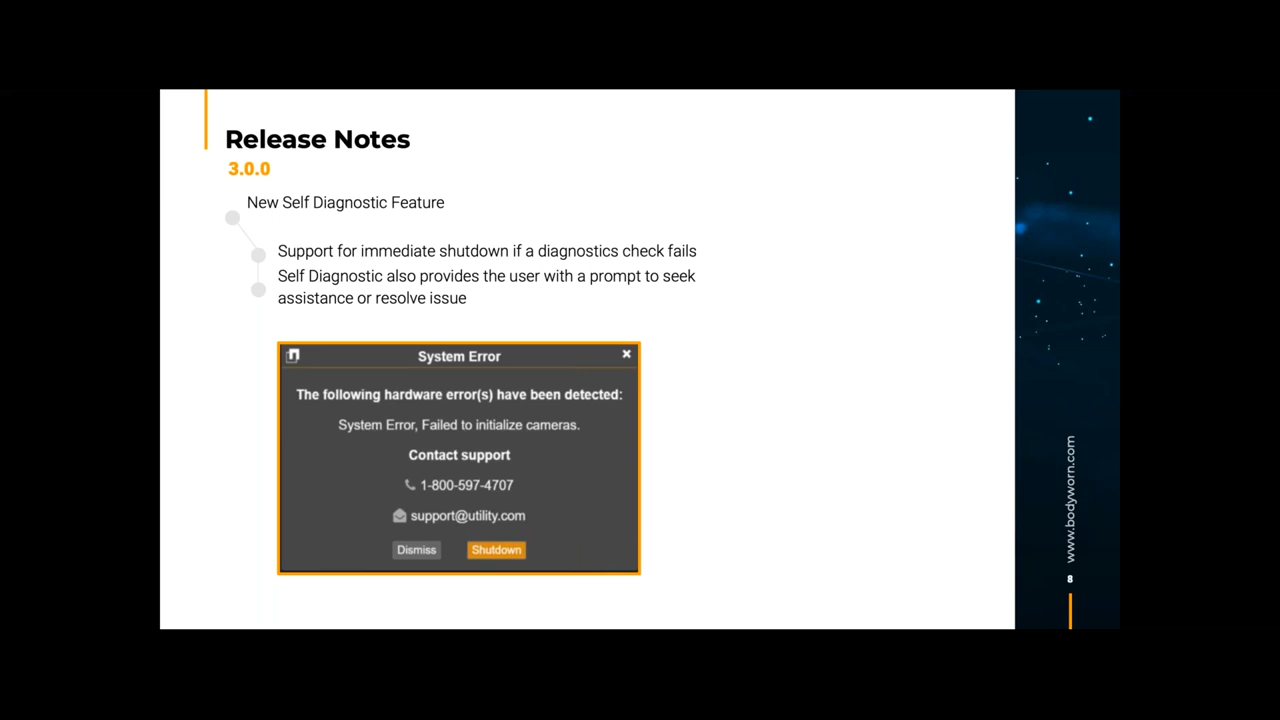 Release Notes
3.0.0
New Self Diagnostic Feature
Support for immediate shutdown if a diagnostics check fails
Self Diagnostic also provides the user with a prompt to seek
assistance or resolve issue
System Error
The following hardware error(s) have been detected:
System Error, Failed to initialize cameras.
Contact support
1-800-597-4707
support@utility.com
Dismiss
Shutdown
www.bodyworn.com
8